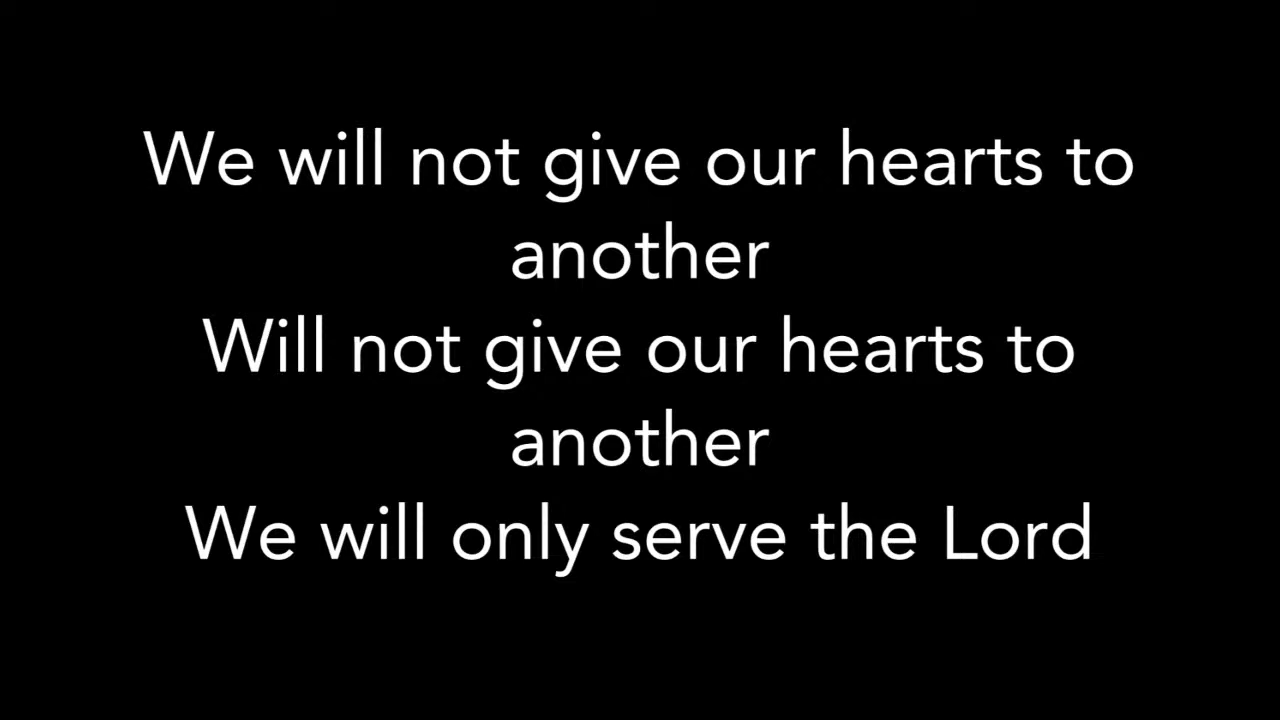 We will not give our hearts to
another
Will not give our hearts to
another
We will only serve the Lord